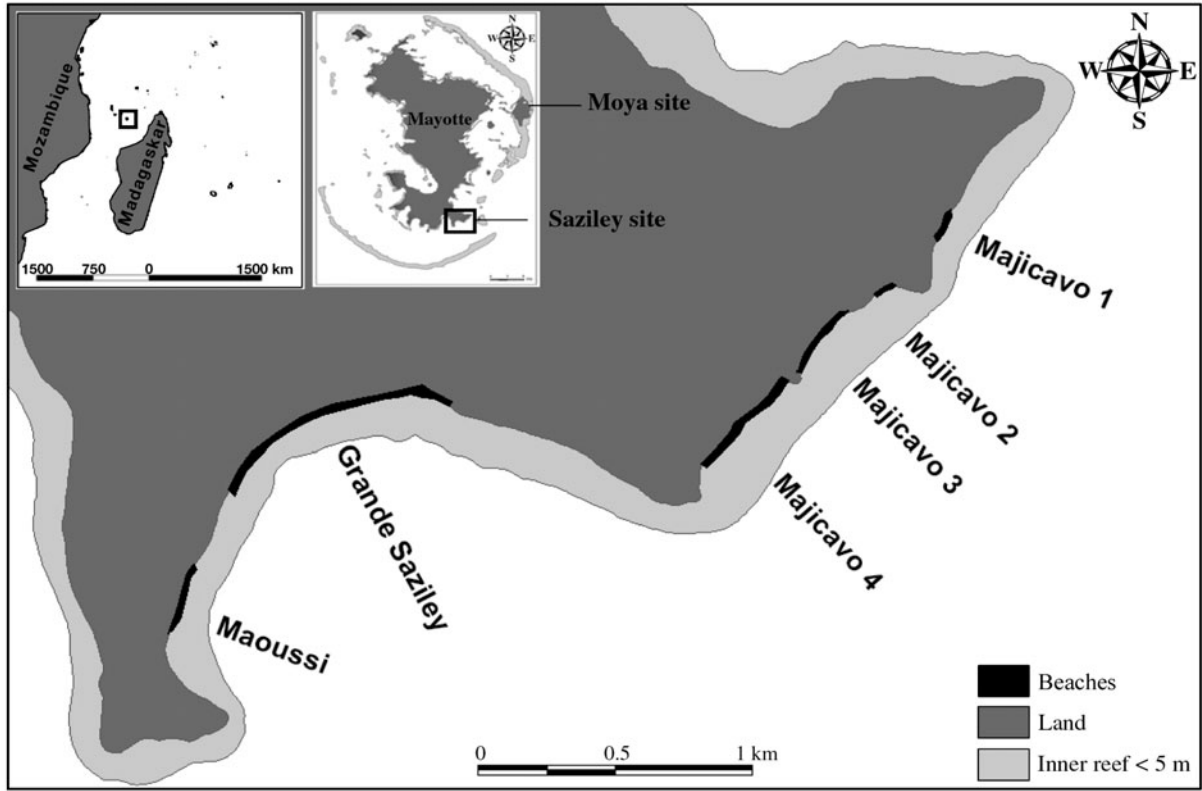 Mozambique
Madagaskar
1500 750 0 1500 km
N
W E
S
Mayotte
Moya site
Saziley site
N
W E
S
Majicavo 1
Majicavo 2
Majicavo 3
Majicavo 4
Grande Saziley
Maoussi
0 0.5 1 km
Beaches
Land
Inner reef < 5 m